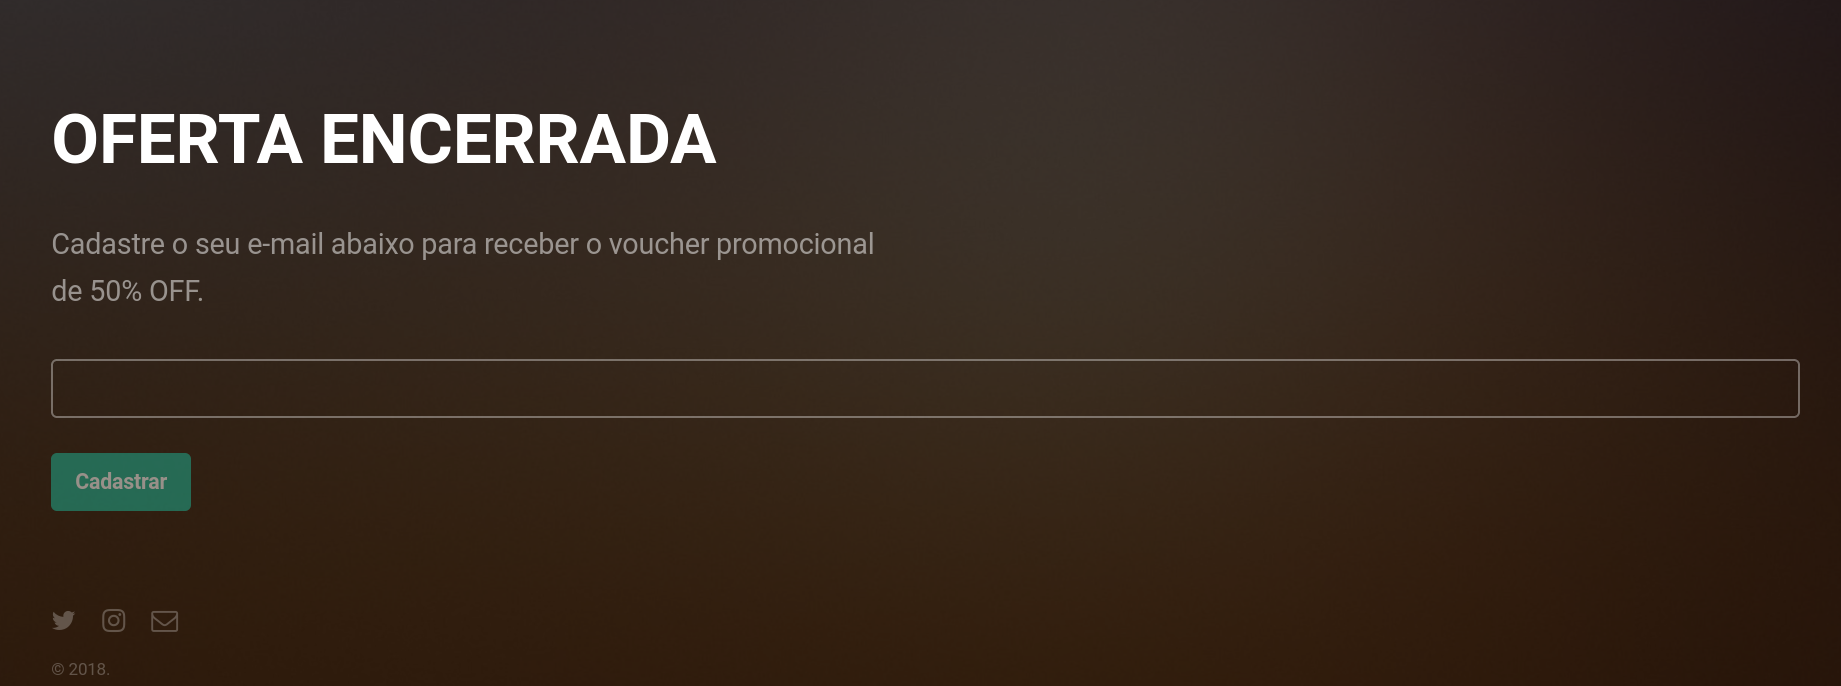 OFERTA ENCERRADA
Cadastre o seu e-mail abaixo para receber o voucher promocional
de 50% OFF.
Cadastrar
© 2018.